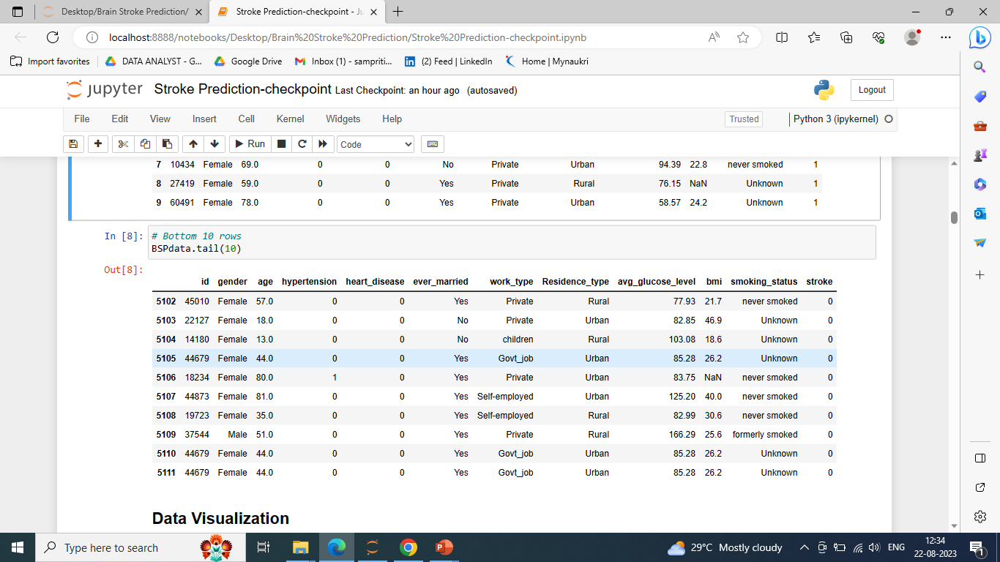 Desktop/Brain Stroke Prediction/
Stroke Prediction-checkpoint - Ju
localhost:8888/notebooks/Desktop/Brain%20Stroke%20Prediction/Stroke%20Prediction-checkpoint.ipynb
Import favorites DATA ANALYST - G... Google Drive Inbox (1) - sampriti... (2) Feed | LinkedIn Home | Mynaukri
jupyter Stroke Prediction-checkpoint Last Checkpoint: an hour ago (autosaved) Logout
File Edit View Insert Cell Kernel Widgets Help Trusted Python 3 (ipykernel)
Run Code
7 10434 Female 69.0 0 0 No Private Urban 94.39 22.8 never smoked 1
8 27419 Female 59.0 0 0 Yes Private Rural 76.15 NaN Unknown 1
9 60491 Female 78.0 0 0 Yes Private Urban 58.57 24.2 Unknown 1
In [8]: # Bottom 10 rows
BSPdata.tail(10)
Out[8]:
id gender age hypertension heart_disease ever_married work_type Residence_type avg_glucose_level bmi smoking_status stroke
5102 45010 Female 57.0 0 0 Yes Private Rural 77.93 21.7 never smoked 0
5103 22127 Female 18.0 0 0 No Private Urban 82.85 46.9 Unknown 0
5104 14180 Female 13.0 0 0 No children Rural 103.08 18.6 Unknown 0
5105 44679 Female 44.0 0 0 Yes Govt_job Urban 85.28 26.2 Unknown 0
5106 18234 Female 80.0 1 0 Yes Private Urban 83.75 NaN never smoked 0
5107 44873 Female 81.0 0 0 Yes Self-employed Urban 125.20 40.0 never smoked 0
5108 19723 Female 35.0 0 0 Yes Self-employed Rural 82.99 30.6 never smoked 0
5109 37544 Male 51.0 0 0 Yes Private Rural 166.29 25.6 formerly smoked 0
5110 44679 Female 44.0 0 0 Yes Govt_job Urban 85.28 26.2 Unknown 0
5111 44679 Female 44.0 0 0 Yes Govt_job Urban 85.28 26.2 Unknown 0
Data Visualization
Type here to search 29°C Mostly cloudy ENG 12:34
22-08-2023 1